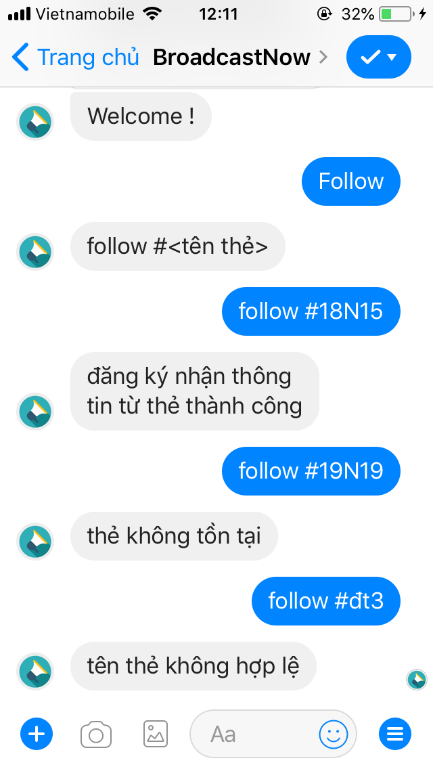 Vietnamobile 12:11 32%
Trang chủ BroadcastNow
Welcome !
Follow
follow #<tên thẻ>
follow #18N15
đăng ký nhận thông
tin từ thẻ thành công
follow #19N19
thẻ không tồn tại
follow #đt3
tên thẻ không hợp lệ
Aa